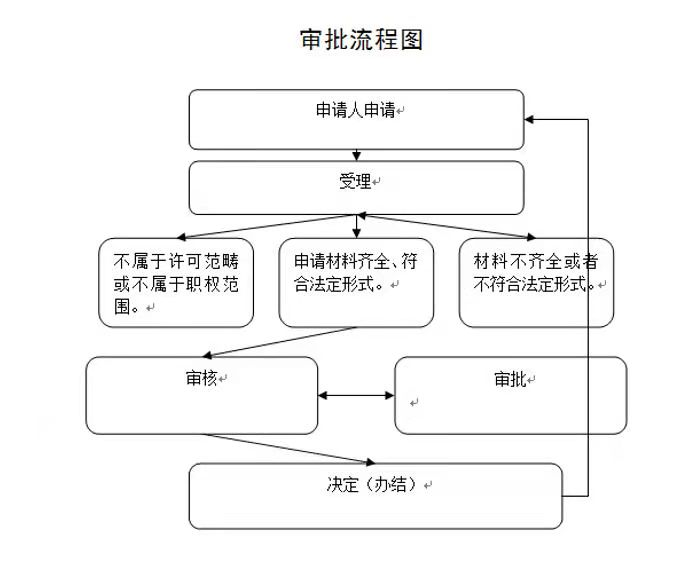 审批流程图
申请人申请
受理
不属于许可范畴
或不属于职权范
围。
申请材料齐全、符
合法定形式。
材料不齐全或者
不符合法定形式。
审核
审批
决定（办结）